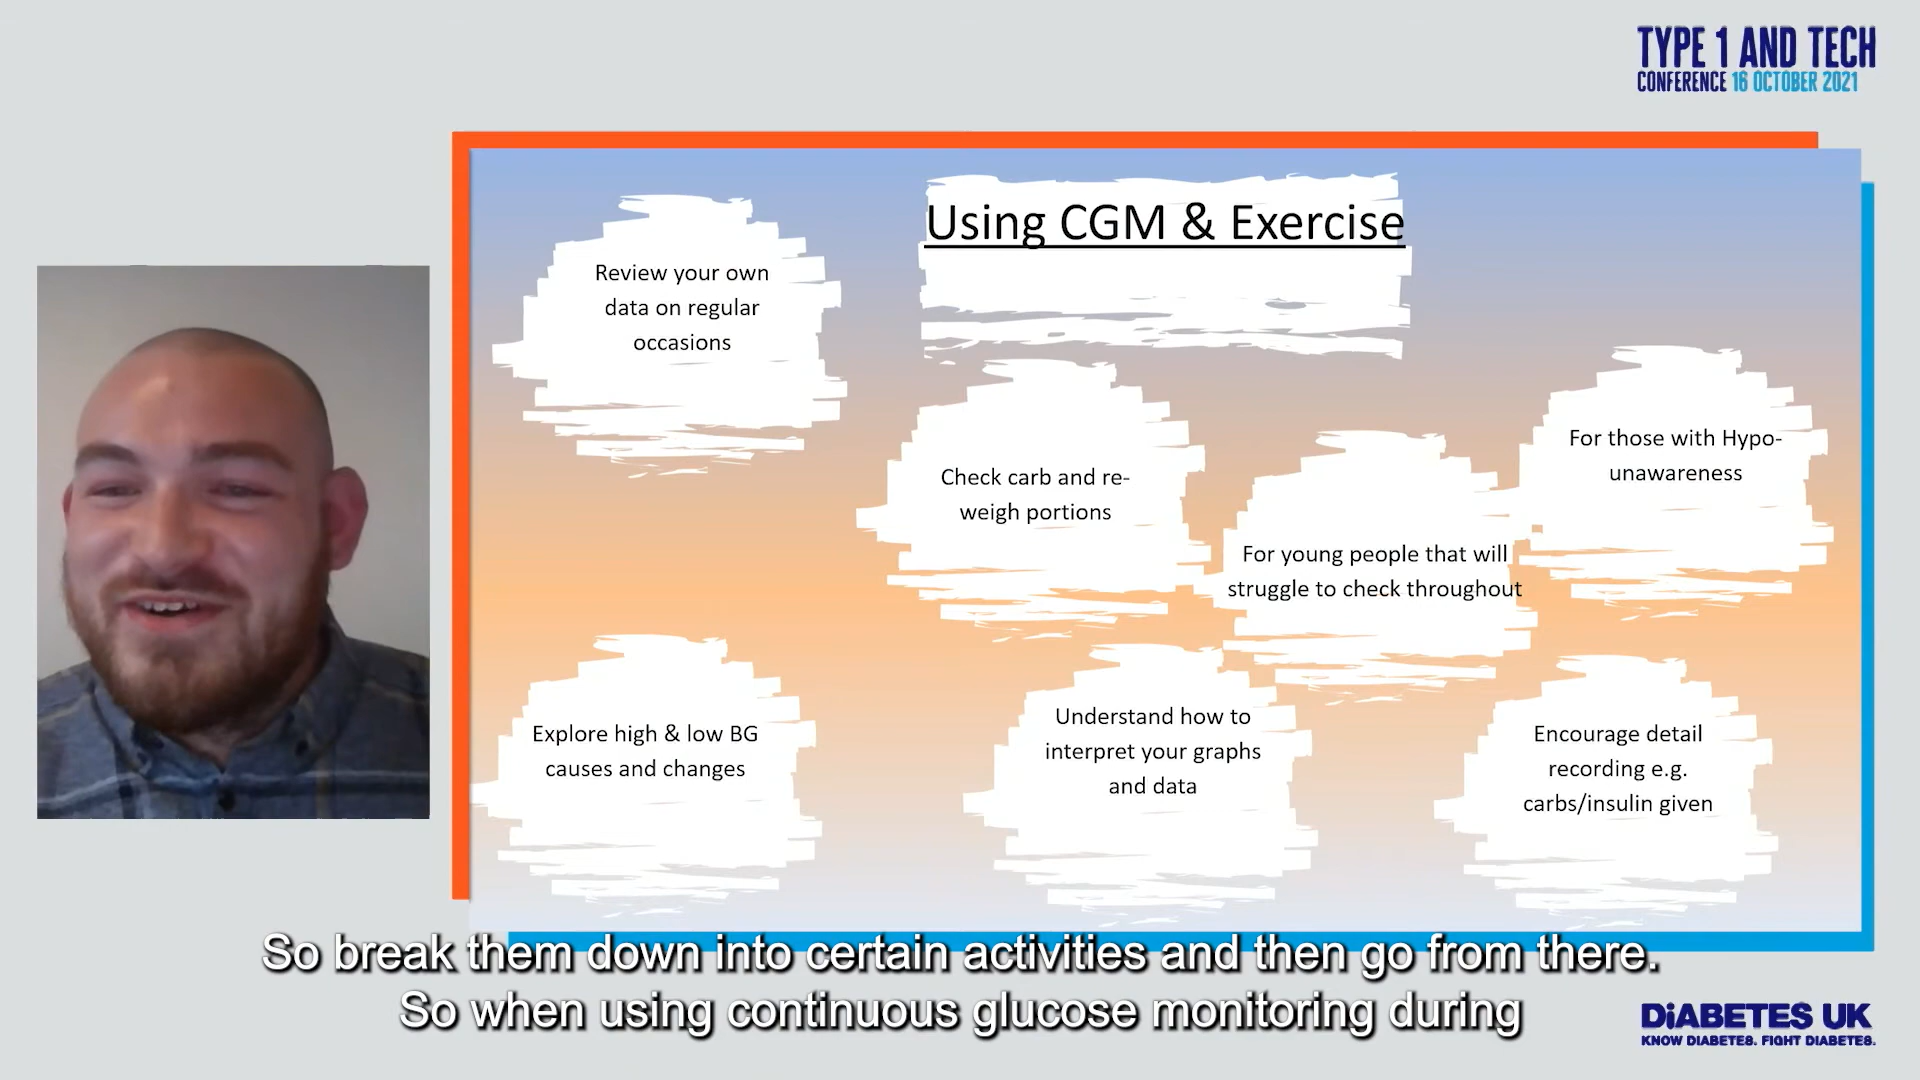 TYPE 1 AND TECH
CONFERENCE 16 OCTOBER 2021
Using CGM & Exercise
Review your own
data on regular
occasions
Check carb and re-
weigh portions
For young people that will
struggle to check throughout
For those with Hypo-
unawareness
Explore high & low BG
causes and changes
Understand how to
interpret your graphs
and data
Encourage detail
recording e.g.
carbs/insulin given
So break them down into certain activities and then go from there.
So when using continuous glucose monitoring during
DiABETES UK
KNOW DIABETES. FIGHT DIABETES.